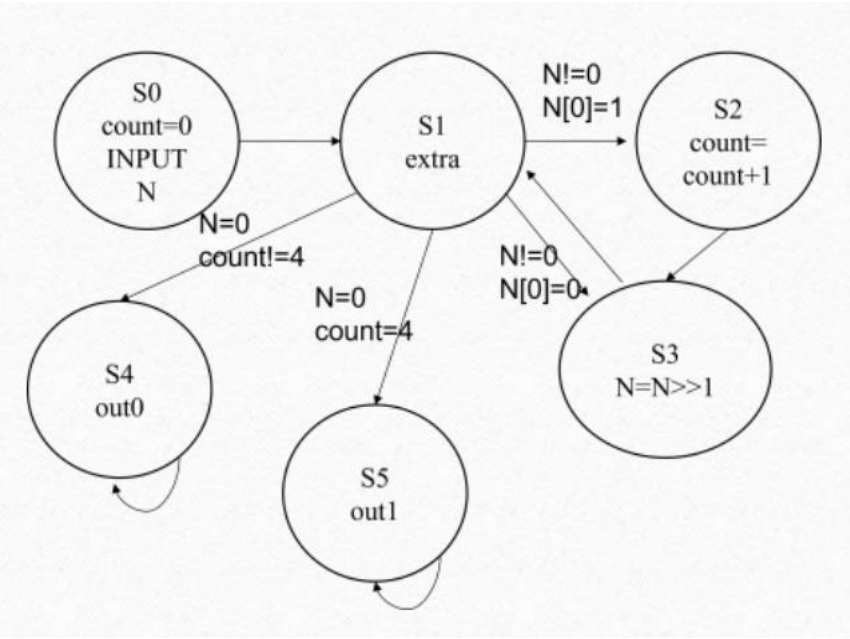 S0
count=0
INPUT
N
S1
extra
N!=0
N[0]=1
S2
count=
count+1
N=0
count!=4
N=0
count=4
N!=0
N[0]=0
S3
N=N>>1
S4
out0
S5
out1